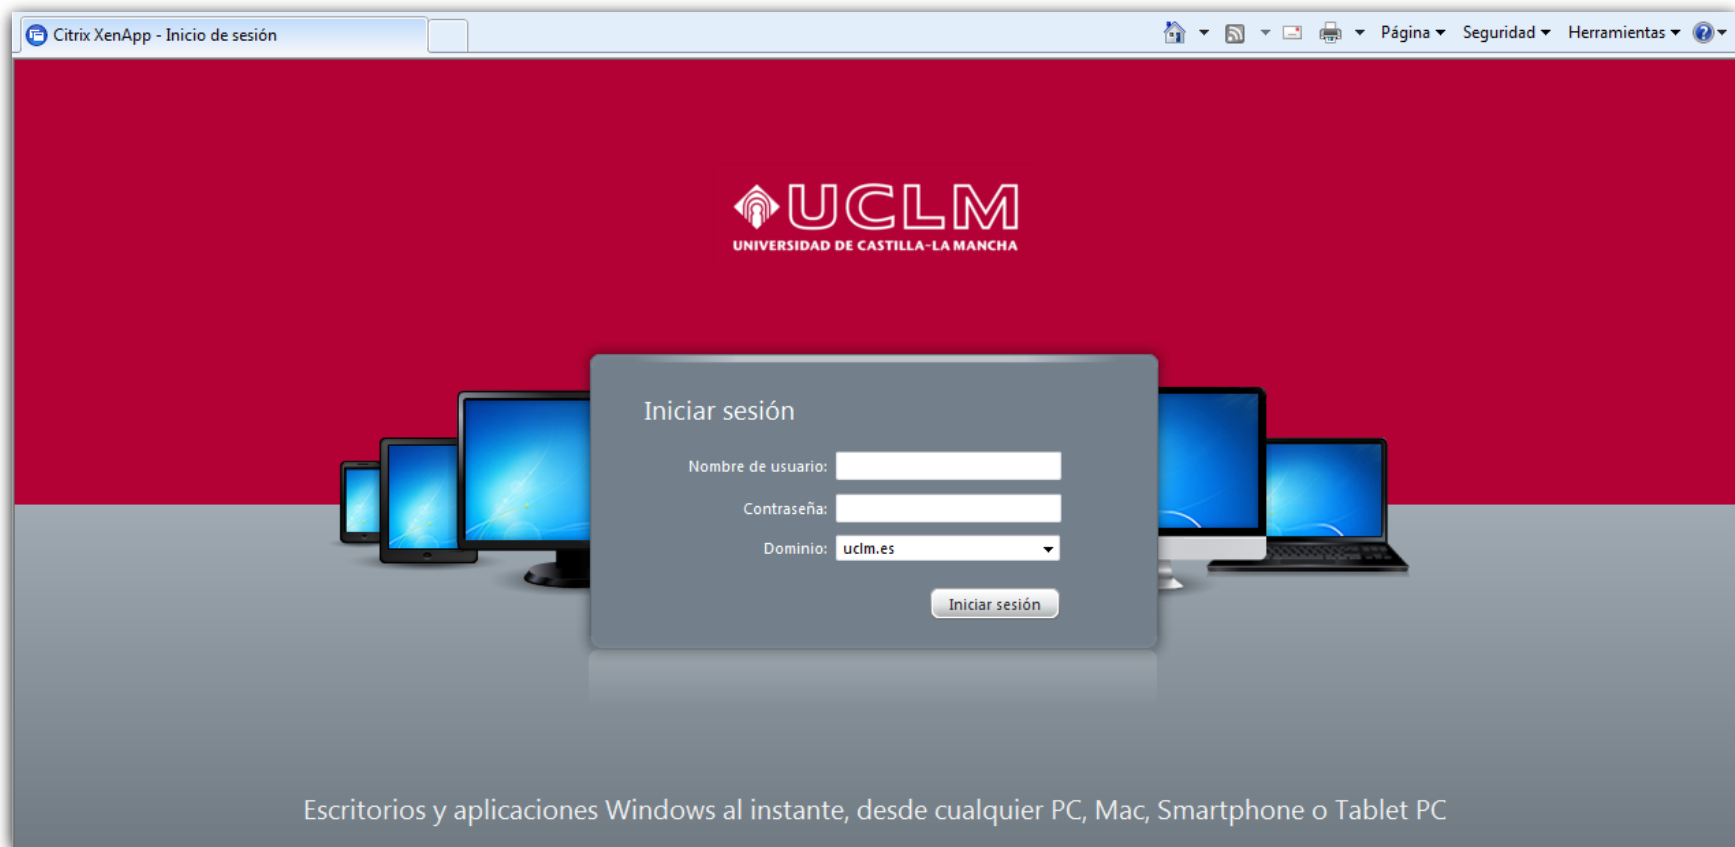 Citrix XenApp - Inicio de sesión
Página Seguridad Herramientas
UCLM
UNIVERSIDAD DE CASTILLA-LA MANCHA
Iniciar sesión
Nombre de usuario:
Contraseña:
Dominio: uclm.es
Iniciar sesión
Escritorios y aplicaciones Windows al instante, desde cualquier PC, Mac, Smartphone o Tablet PC